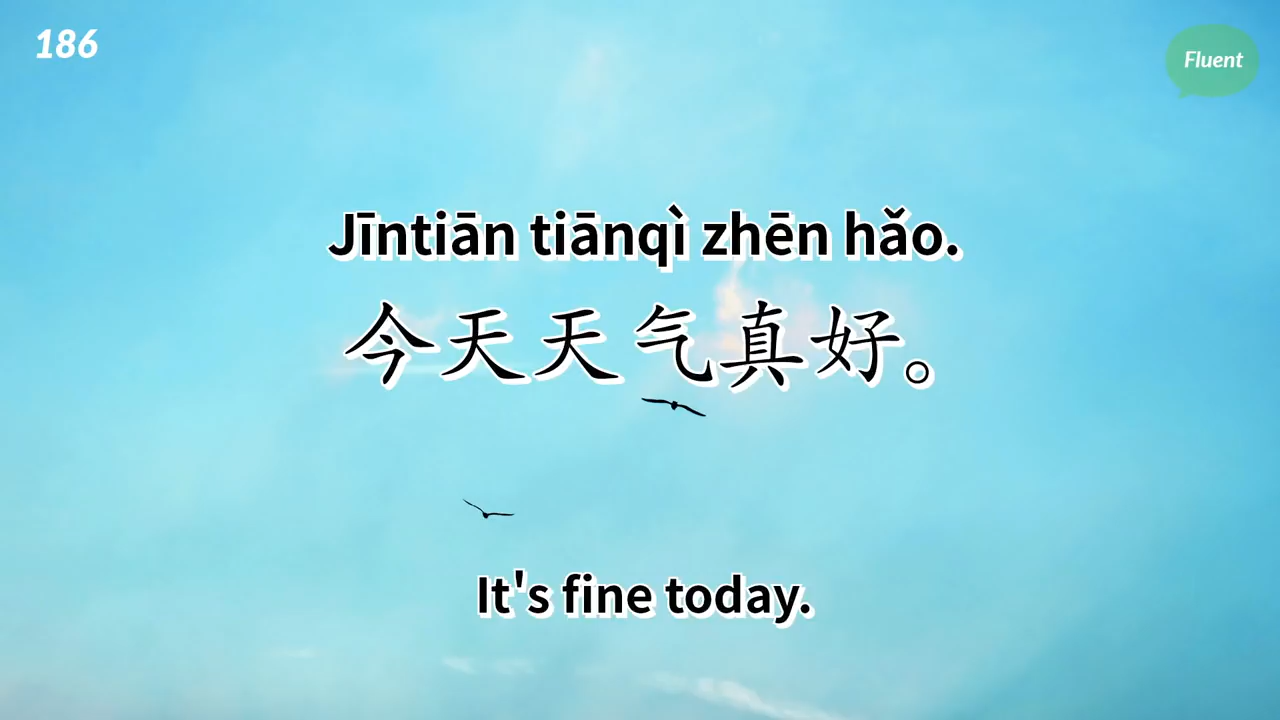 186
Fluent
Jīntiān tiānqì zhēn hǎo.
今天天气真好。
It's fine today.